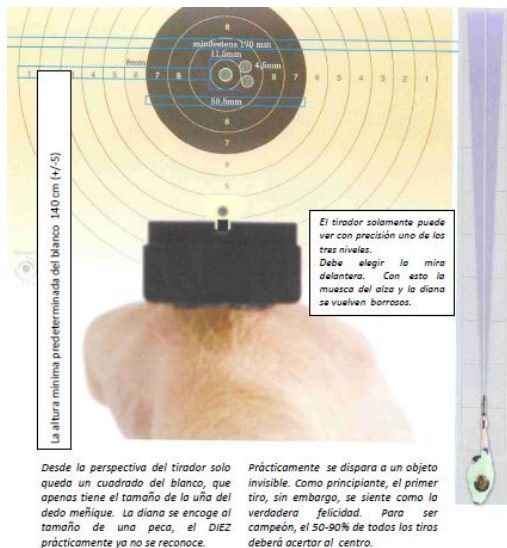 8
mindestens 170 mm
11,5mm
8mm
4,5mm
1
4
5
6
7
8
8
7
6
5
4
3
2
1
59,5mm
8
6
7
6
5
La altura mínima predeterminada del blanco 140 cm (+/-5)
El tirador solamente puede
ver con precisión uno de los
tres niveles.
Debe elegir la mira
delantera. Con esto la
muesca del alza y la diana
se vuelven borrosos.
Desde la perspectiva del tirador solo
queda un cuadrado del blanco, que
apenas tiene el tamaño de la uña del
dedo meñique. La diana se encoge al
tamaño de una peca, el DIEZ
prácticamente ya no se reconoce.
Prácticamente se dispara a un objeto
invisible. Como principiante, el primer
tiro, sin embargo, se siente como la
verdadera felicidad. Para ser
campeón, el 50-90% de todos los tiros
deberá acertar al centro.